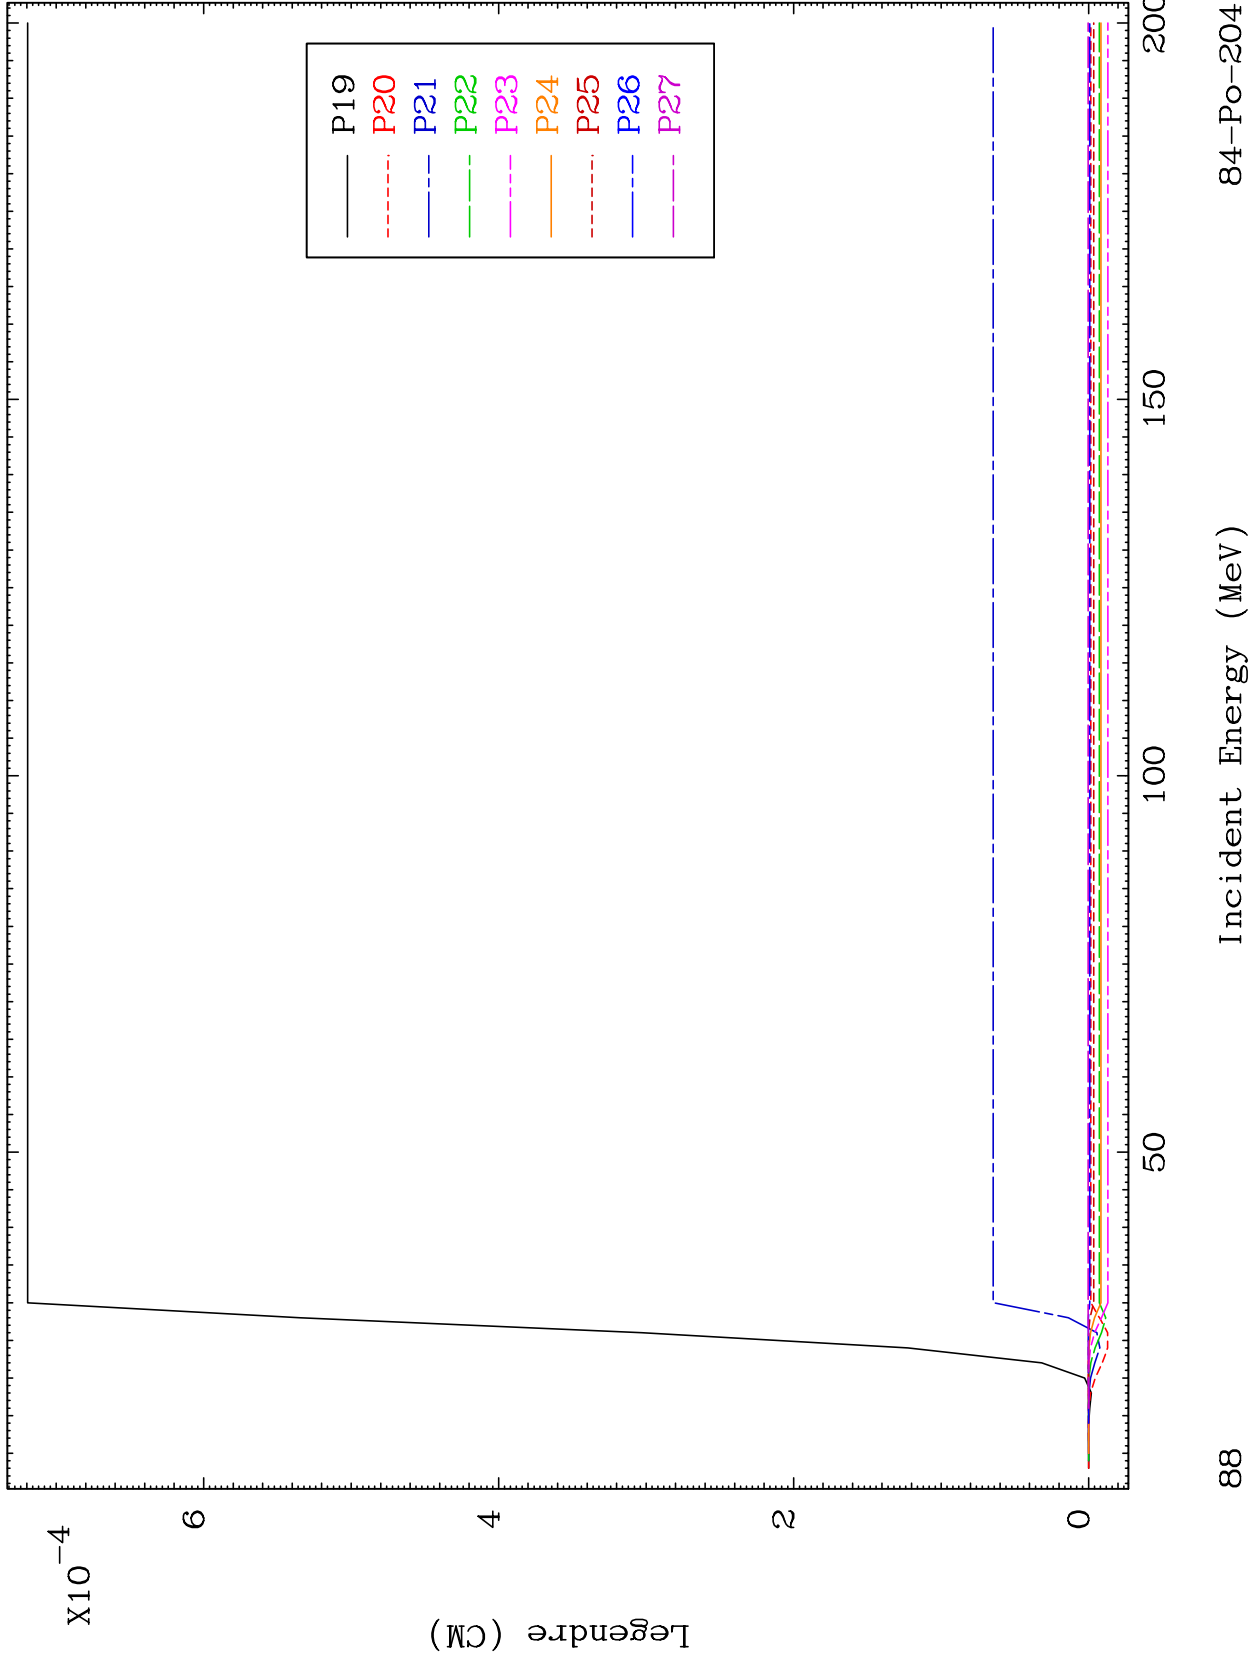 X10-4
6
4
2
0
Legendre (CM)
P19
P20
P21
P22
P23
P24
P25
P26
P27
50
100
150
200
Incident Energy (MeV)
88
84-Po-204